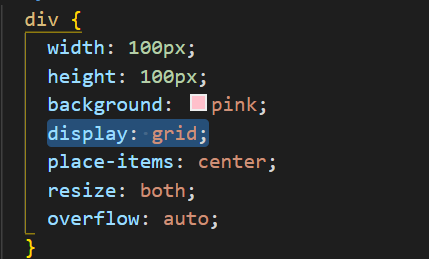 div {
width: 100px;
height: 100px;
background: pink;
display: grid;
place-items: center;
resize: both;
overflow: auto;
}